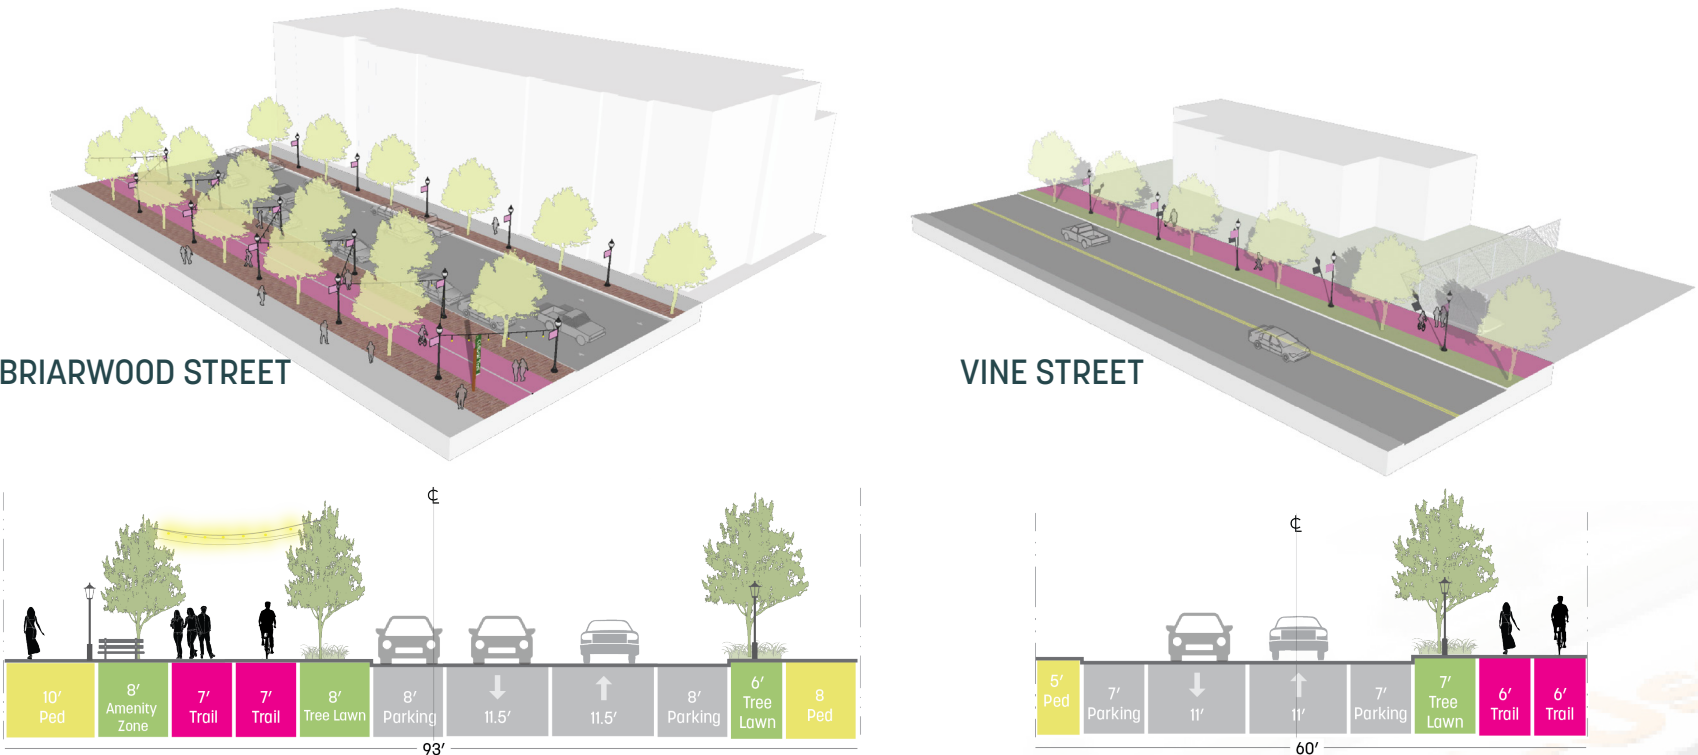 BRIARWOOD STREET
VINE STREET
℄
10′
Ped
8′
Amenity
Zone
7′
Trail
7′
Trail
8′
Tree Lawn
8′
Parking
11.5′
11.5′
8′
Parking
6′
Tree
Lawn
8
Ped
93′
℄
5′
Ped
7′
Parking
11′
11′
7′
Parking
7′
Tree
Lawn
6′
Trail
6′
Trail
60′